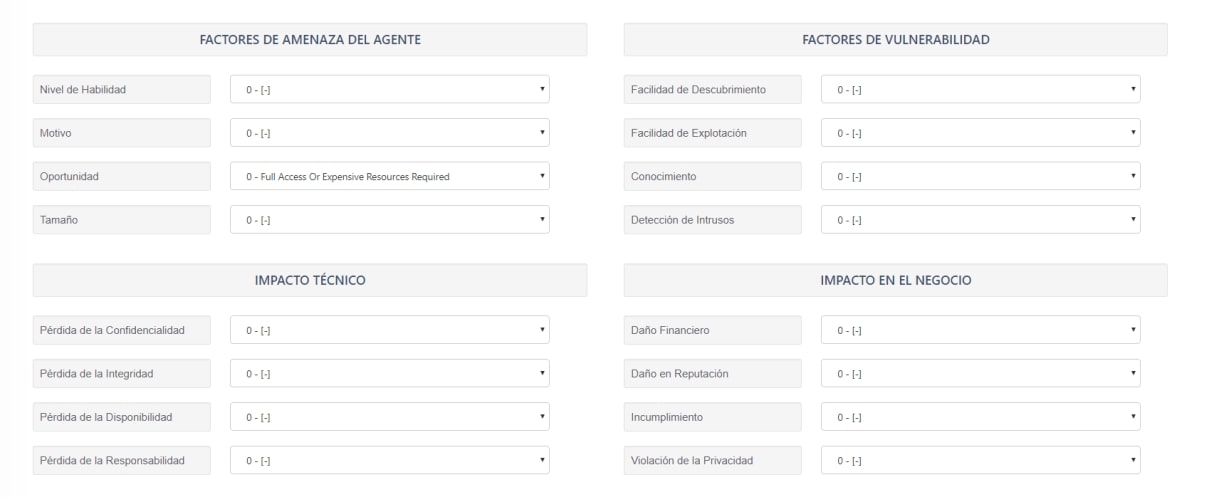 FACTORES DE AMENAZA DEL AGENTE
FACTORES DE VULNERABILIDAD
Nivel de Habilidad 0 - [-]
Facilidad de Descubrimiento 0 - [-]
Motivo 0 - [-]
Facilidad de Explotación 0 - [-]
Oportunidad 0 - Full Access Or Expensive Resources Required
Conocimiento 0 - [-]
Tamaño 0 - [-]
Detección de Intrusos 0 - [-]
IMPACTO TÉCNICO
IMPACTO EN EL NEGOCIO
Pérdida de la Confidencialidad 0 - [-]
Daño Financiero 0 - [-]
Pérdida de la Integridad 0 - [-]
Daño en Reputación 0 - [-]
Pérdida de la Disponibilidad 0 - [-]
Incumplimiento 0 - [-]
Pérdida de la Responsabilidad 0 - [-]
Violación de la Privacidad 0 - [-]